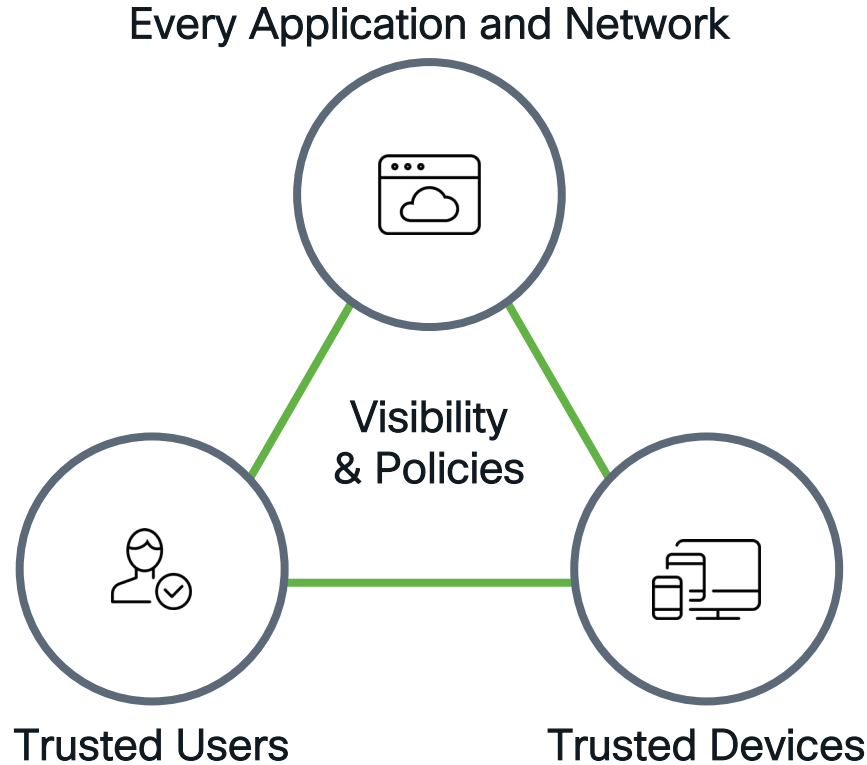 Every Application and Network
Visibility
& Policies
Trusted Users
Trusted Devices